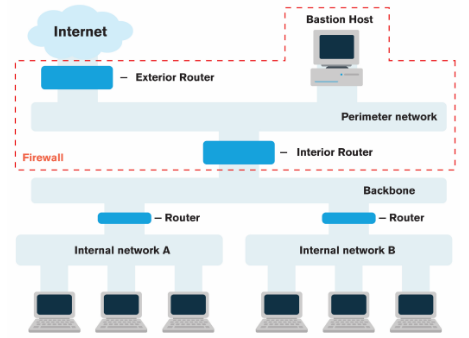 Internet
Bastion Host
– Exterior Router
Perimeter network
Firewall
– Interior Router
Backbone
– Router
– Router
Internal network A
Internal network B